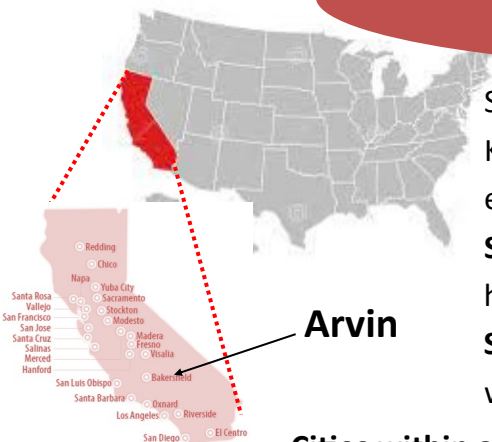 Redding
Chico
Napa
Yuba City
Santa Rosa
Sacramento
Vallejo
Stockton
San Francisco
Modesto
San Jose
Madera
Santa Cruz
Fresno
Salinas
Visalia
Merced
Hanford
Bakersfield
San Luis Obispo
Santa Barbara
Oxnard
Los Angeles
Riverside
San Diego
El Centro
Arvin